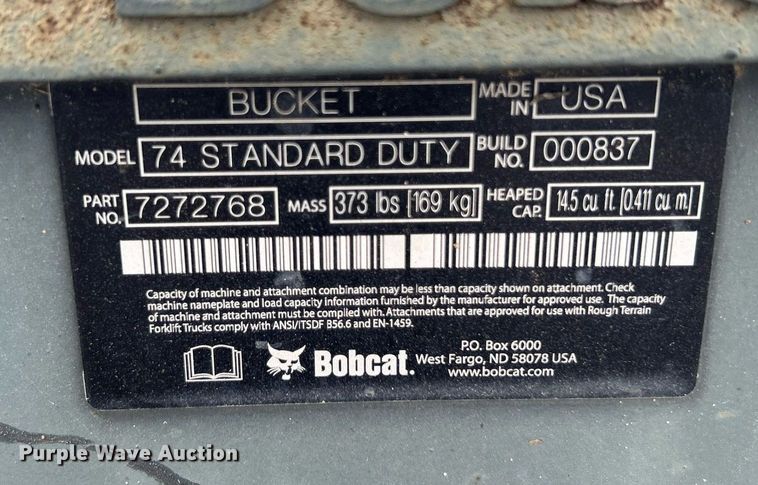 BUCKET MADE IN USA
MODEL 74 STANDARD DUTY BUILD NO. 000837
PART NO. 7272768 MASS 373 lbs [169 kg] HEAPED CAP. 14.5 cu. ft. [0.411 cu. m.]
Capacity of machine and attachment combination may be less than capacity shown on attachment. Check
machine nameplate and load capacity information furnished by the manufacturer for approved use. The capacity
of machine and attachment must be complied with. Attachments that are approved for use with Rough Terrain
Forklift Trucks comply with ANSI/ITSDF B56.6 and EN-1459.
Bobcat.
P.O. Box 6000
West Fargo, ND 58078 USA
www.bobcat.com
Purple Wave Auction